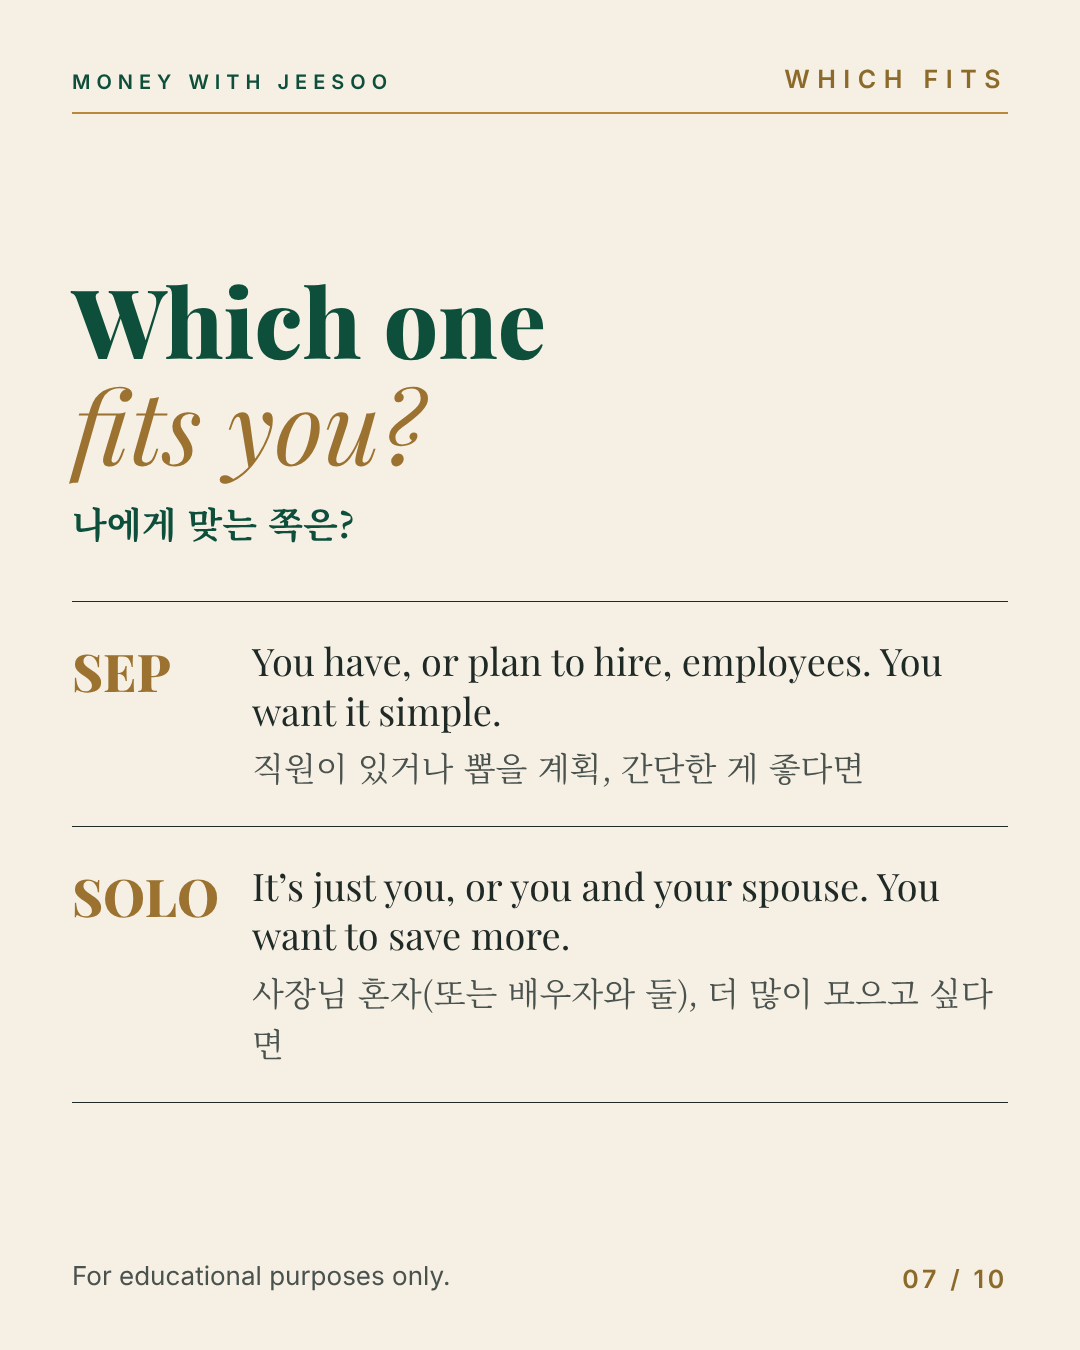 MONEY WITH JEESOO
WHICH FITS
Which one
fits you?
나에게 맞는 쪽은?
SEP
You have, or plan to hire, employees. You
want it simple.
직원이 있거나 뽑을 계획, 간단한 게 좋다면
SOLO
It’s just you, or you and your spouse. You
want to save more.
사장님 혼자(또는 배우자와 둘), 더 많이 모으고 싶다
면
For educational purposes only.
07 / 10